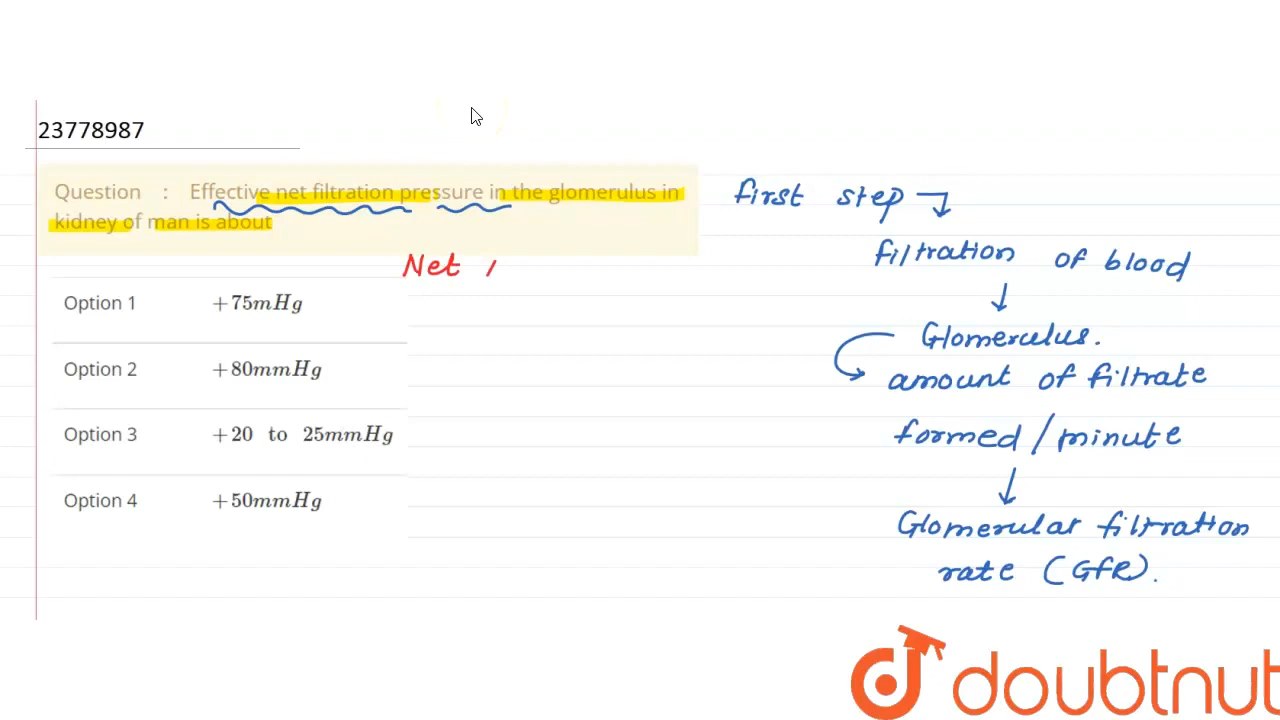 23778987
Question : Effective net filtration pressure in the glomerulus in
kidney of man is about
Net
Option 1 +75mHg
Option 2 +80mmHg
Option 3 +20 to 25mmHg
Option 4 +50mmHg
first step
filtration of blood
Glomerulus.
amount of filtrate
formed/minute
Glomerular filtration
rate (GfR).
doubtnut